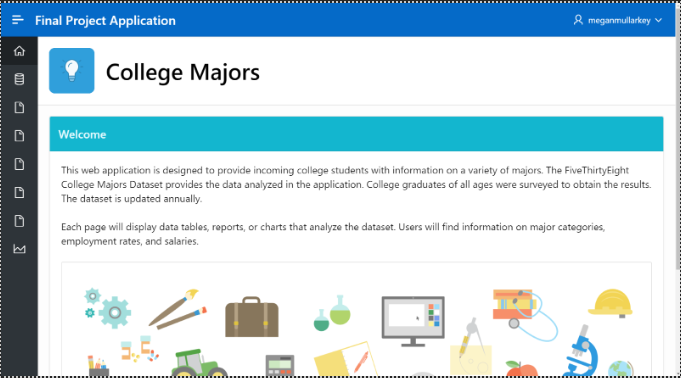 Final Project Application
meganmullarkey
College Majors
Welcome
This web application is designed to provide incoming college students with information on a variety of majors. The FiveThirtyEight
College Majors Dataset provides the data analyzed in the application. College graduates of all ages were surveyed to obtain the results.
The dataset is updated annually.
Each page will display data tables, reports, or charts that analyze the dataset. Users will find information on major categories,
employment rates, and salaries.